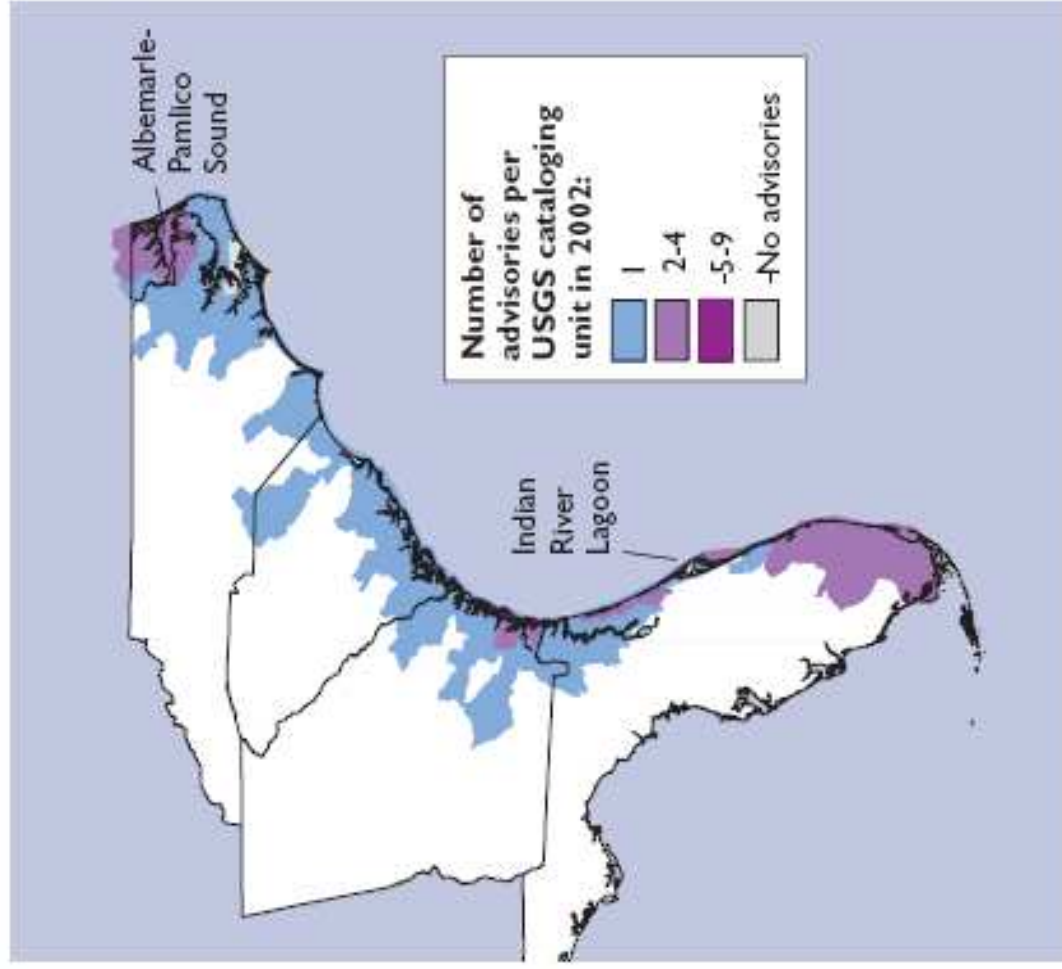 Albemarle-
Pamlico
Sound
Number of
advisories per
USGS cataloging
unit in 2002:
1
2-4
-5-9
-No advisories
Indian
River
Lagoon